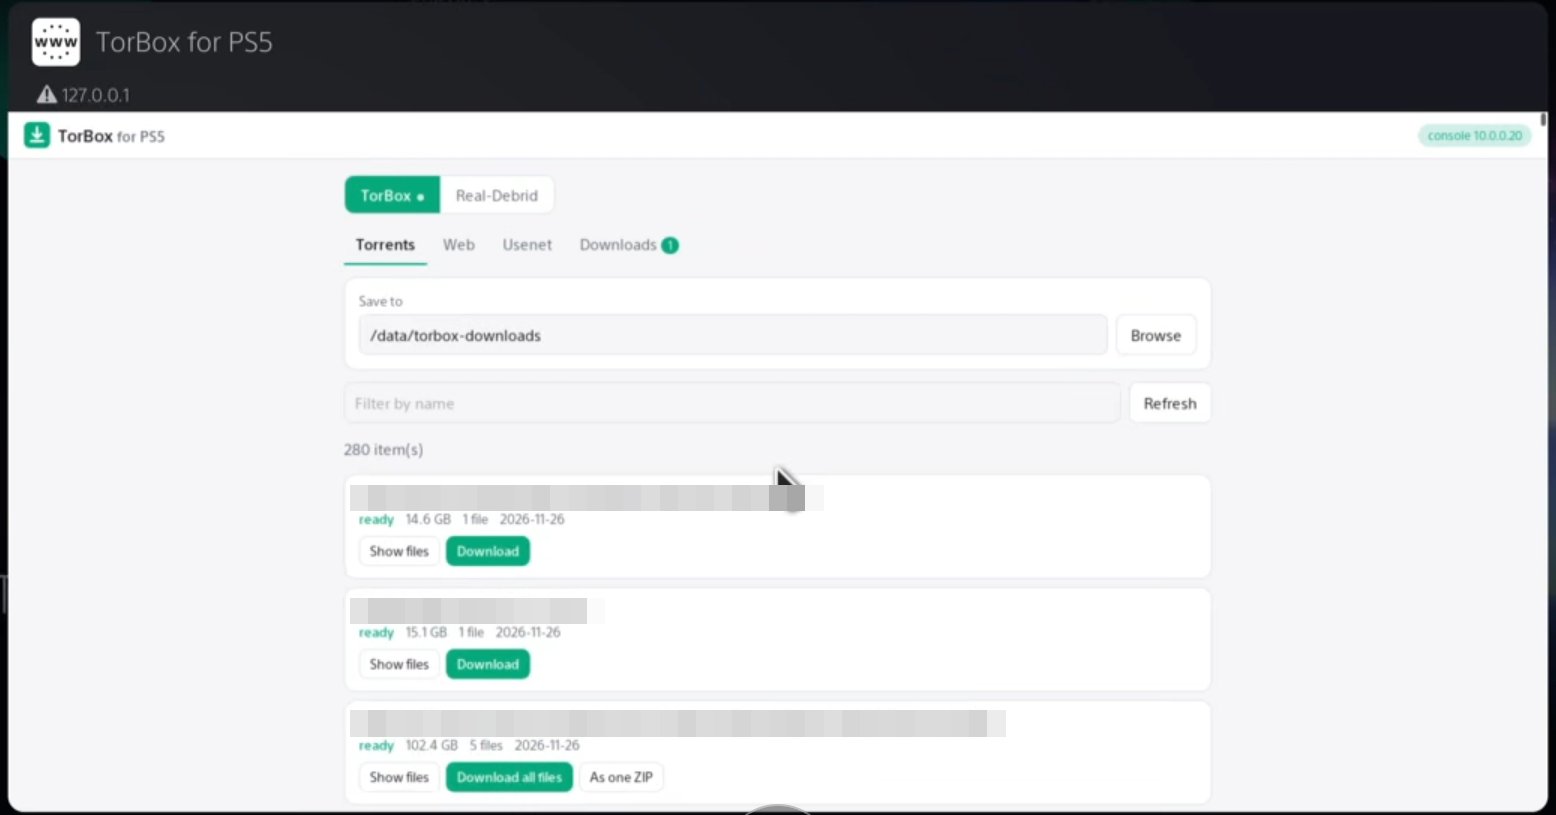 www TorBox for PS5
127.0.0.1
TorBox for PS5
console 10.0.0.20
TorBox Real-Debrid
Torrents Web Usenet Downloads 1
Save to
/data/torbox-downloads Browse
Filter by name Refresh
280 item(s)
ready 14.6 GB 1 file 2026-11-26
Show files Download
ready 15.1 GB 1 file 2026-11-26
Show files Download
ready 102.4 GB 5 files 2026-11-26
Show files Download all files As one ZIP